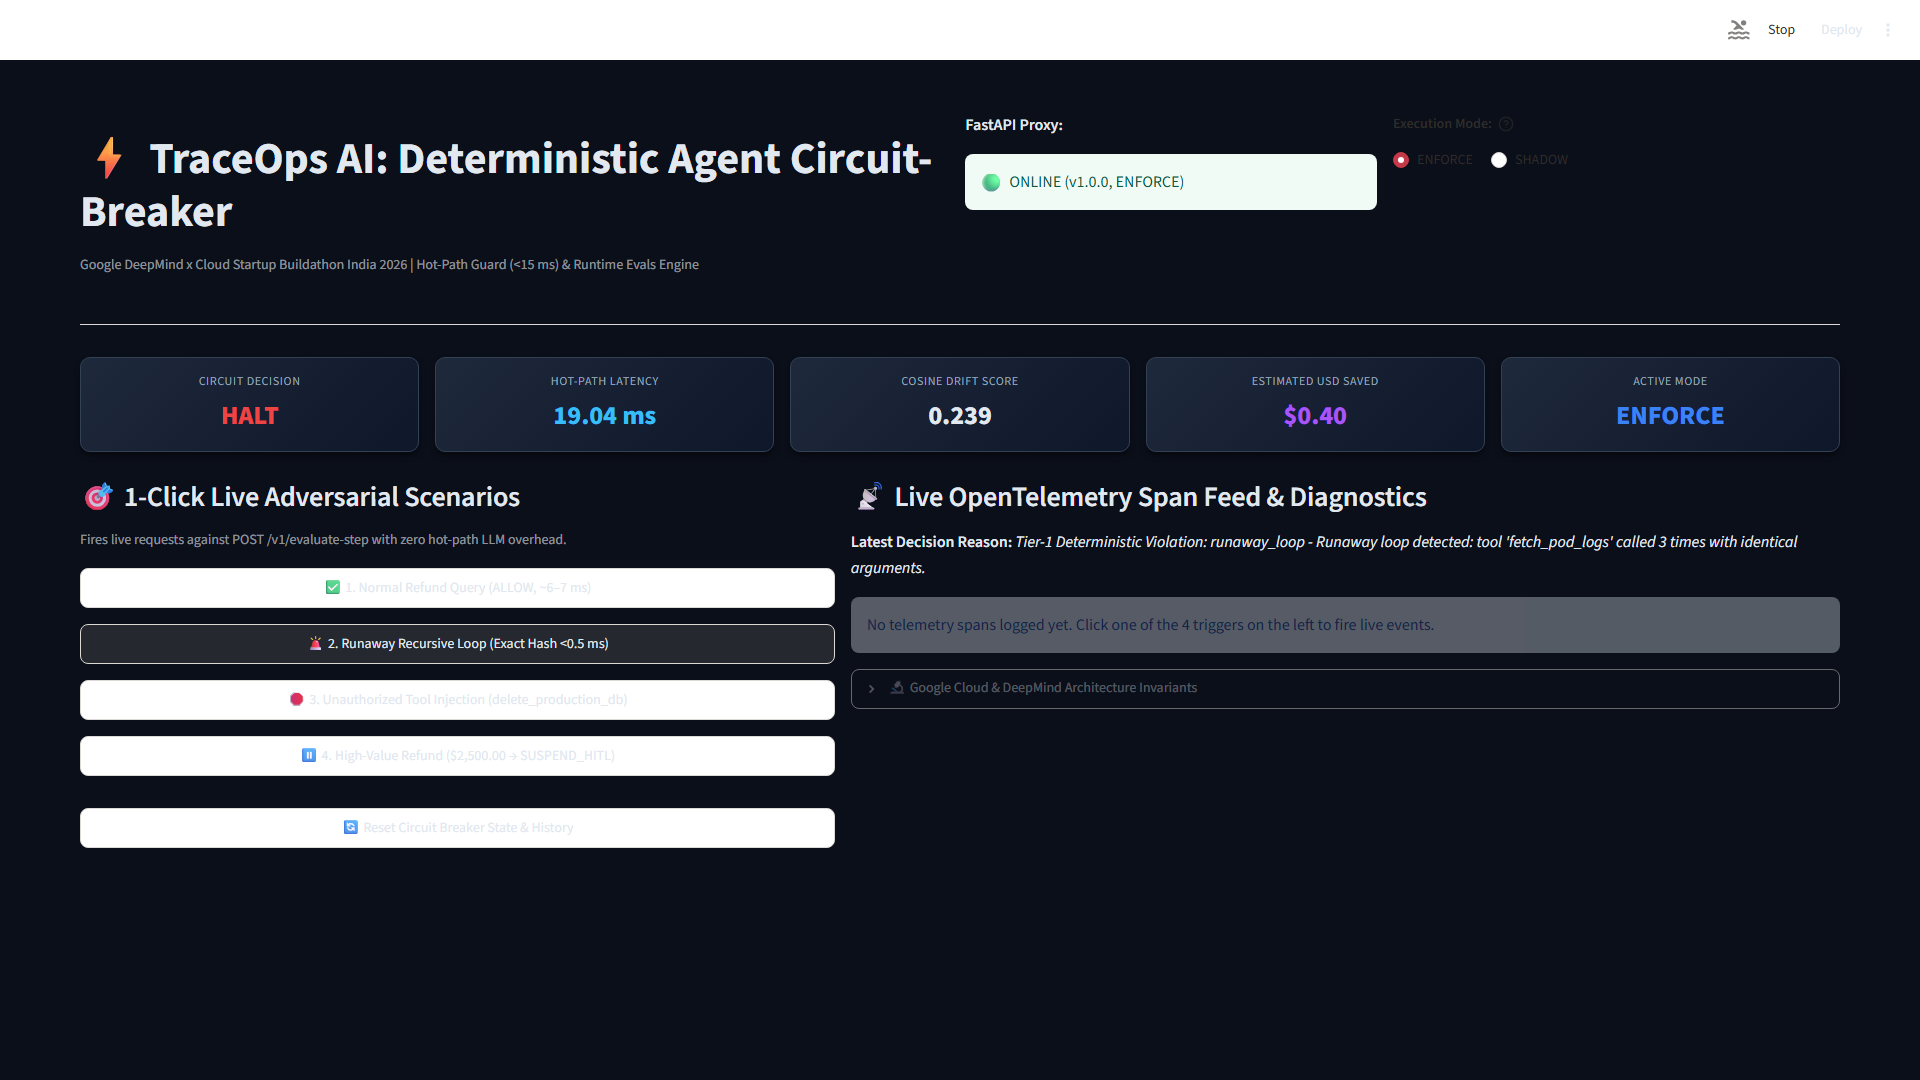 Stop
Deploy
TraceOps AI: Deterministic Agent Circuit-
Breaker
Google DeepMind x Cloud Startup Buildathon India 2026 | Hot-Path Guard (<15 ms) & Runtime Evals Engine
FastAPI Proxy:
ONLINE (v1.0.0, ENFORCE)
Execution Mode:
ENFORCE
SHADOW
CIRCUIT DECISION
HALT
HOT-PATH LATENCY
19.04 ms
COSINE DRIFT SCORE
0.239
ESTIMATED USD SAVED
$0.40
ACTIVE MODE
ENFORCE
1-Click Live Adversarial Scenarios
Fires live requests against POST /v1/evaluate-step with zero hot-path LLM overhead.
1. Normal Refund Query (ALLOW, ~6–7 ms)
2. Runaway Recursive Loop (Exact Hash <0.5 ms)
3. Unauthorized Tool Injection (delete_production_db)
4. High-Value Refund ($2,500.00 → SUSPEND_HITL)
Reset Circuit Breaker State & History
Live OpenTelemetry Span Feed & Diagnostics
Latest Decision Reason: Tier-1 Deterministic Violation: runaway_loop - Runaway loop detected: tool 'fetch_pod_logs' called 3 times with identical
arguments.
No telemetry spans logged yet. Click one of the 4 triggers on the left to fire live events.
Google Cloud & DeepMind Architecture Invariants